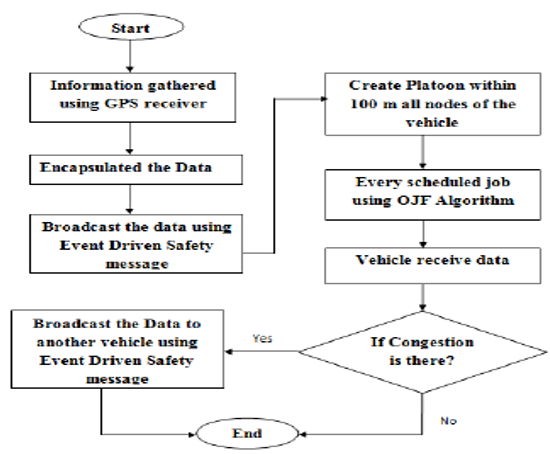 Start
Information gathered
using GPS receiver
Encapsulated the Data
Broadcast the data using
Event Driven Safety
message
Create Platoon within
100 m all nodes of the
vehicle
Every scheduled job
using OJF Algorithm
Vehicle receive data
If Congestion
is there?
Yes
Broadcast the Data to
another vehicle using
Event Driven Safety
message
No
End